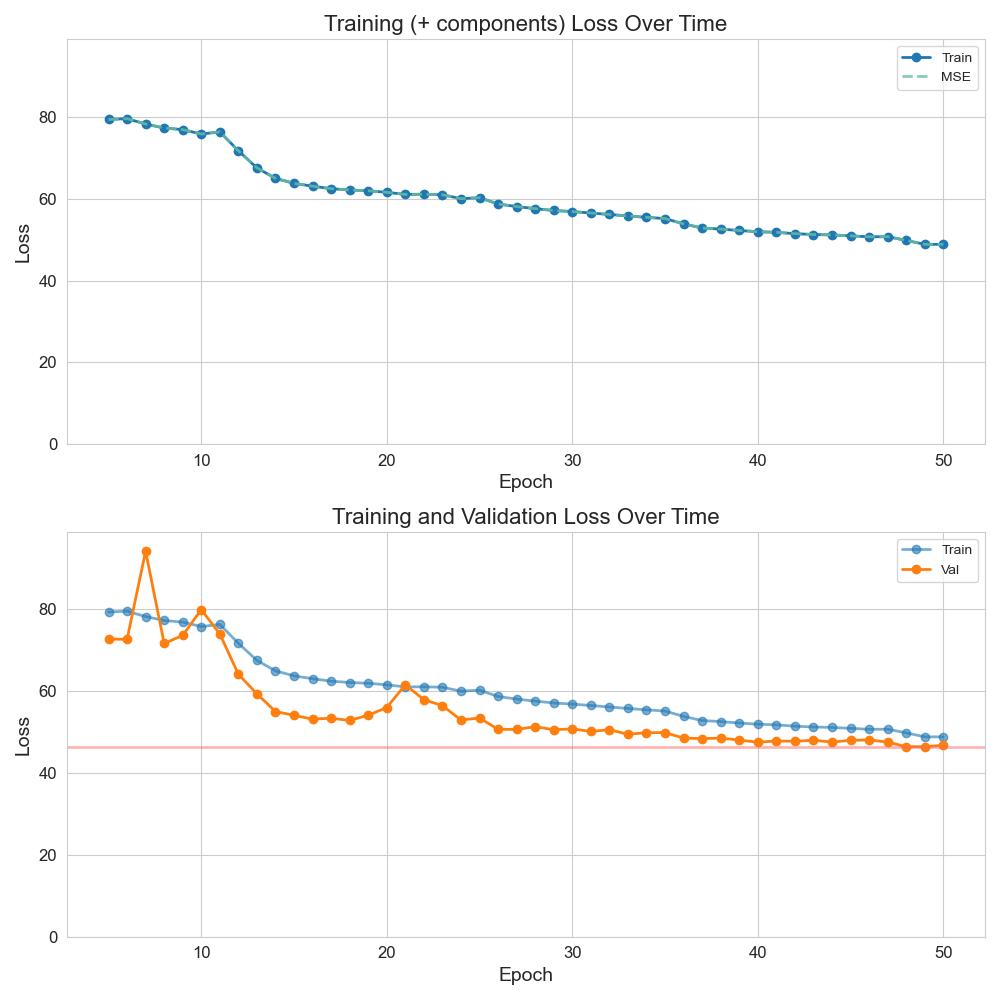 Training (+ components) Loss Over Time
Train
MSE
80
60
40
20
0
Loss
10 20 30 40 50
Epoch
Training and Validation Loss Over Time
Train
Val
80
60
40
20
0
Loss
10 20 30 40 50
Epoch